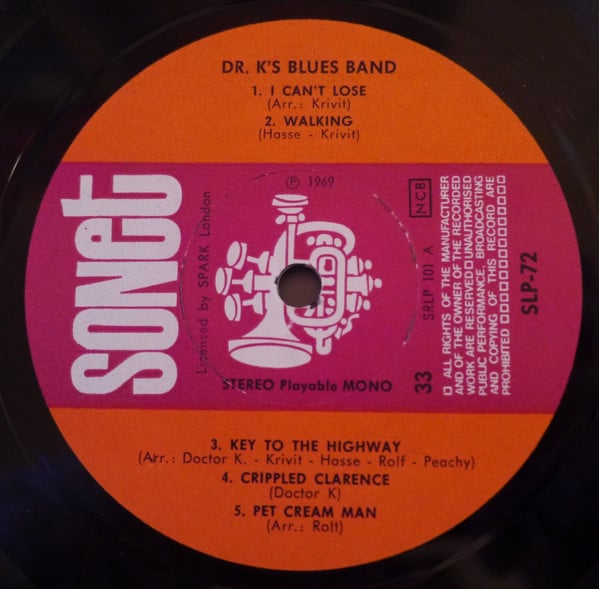 DR. K'S BLUES BAND
1. I CAN'T LOSE
(Arr.: Krivit)
2. WALKING
(Hasse - Krivit)
sonet
Licensed by SPARK London
℗ 1969
NCB
STEREO Playable MONO
33
SRLP 101 A
□ ALL RIGHTS OF THE MANUFACTURER
AND OF THE OWNER OF THE RECORDED
WORK ARE RESERVED□UNAUTHORISED
PUBLIC PERFORMANCE, BROADCASTING
AND COPYING OF THIS RECORD ARE
PROHIBITED □□□□□□□□□□□□
SLP-72
3. KEY TO THE HIGHWAY
(Arr.: Doctor K. - Krivit - Hasse - Rolf - Peachy)
4. CRIPPLED CLARENCE
(Doctor K)
5. PET CREAM MAN
(Arr.: Rolt)